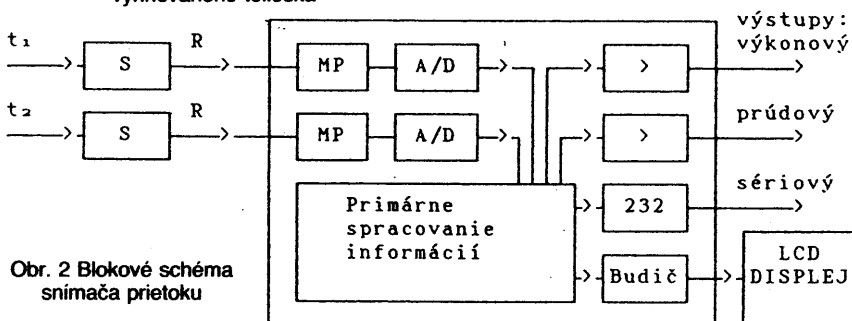 výstupy:
t₁ R výkonový
S MP A/D >
t₂ R prúdový
S MP A/D >
sériový
Primárne 232
spracovanie
informácií
LCD
Budič DISPLEJ
Obr. 2 Blokové schéma
snímača prietoku